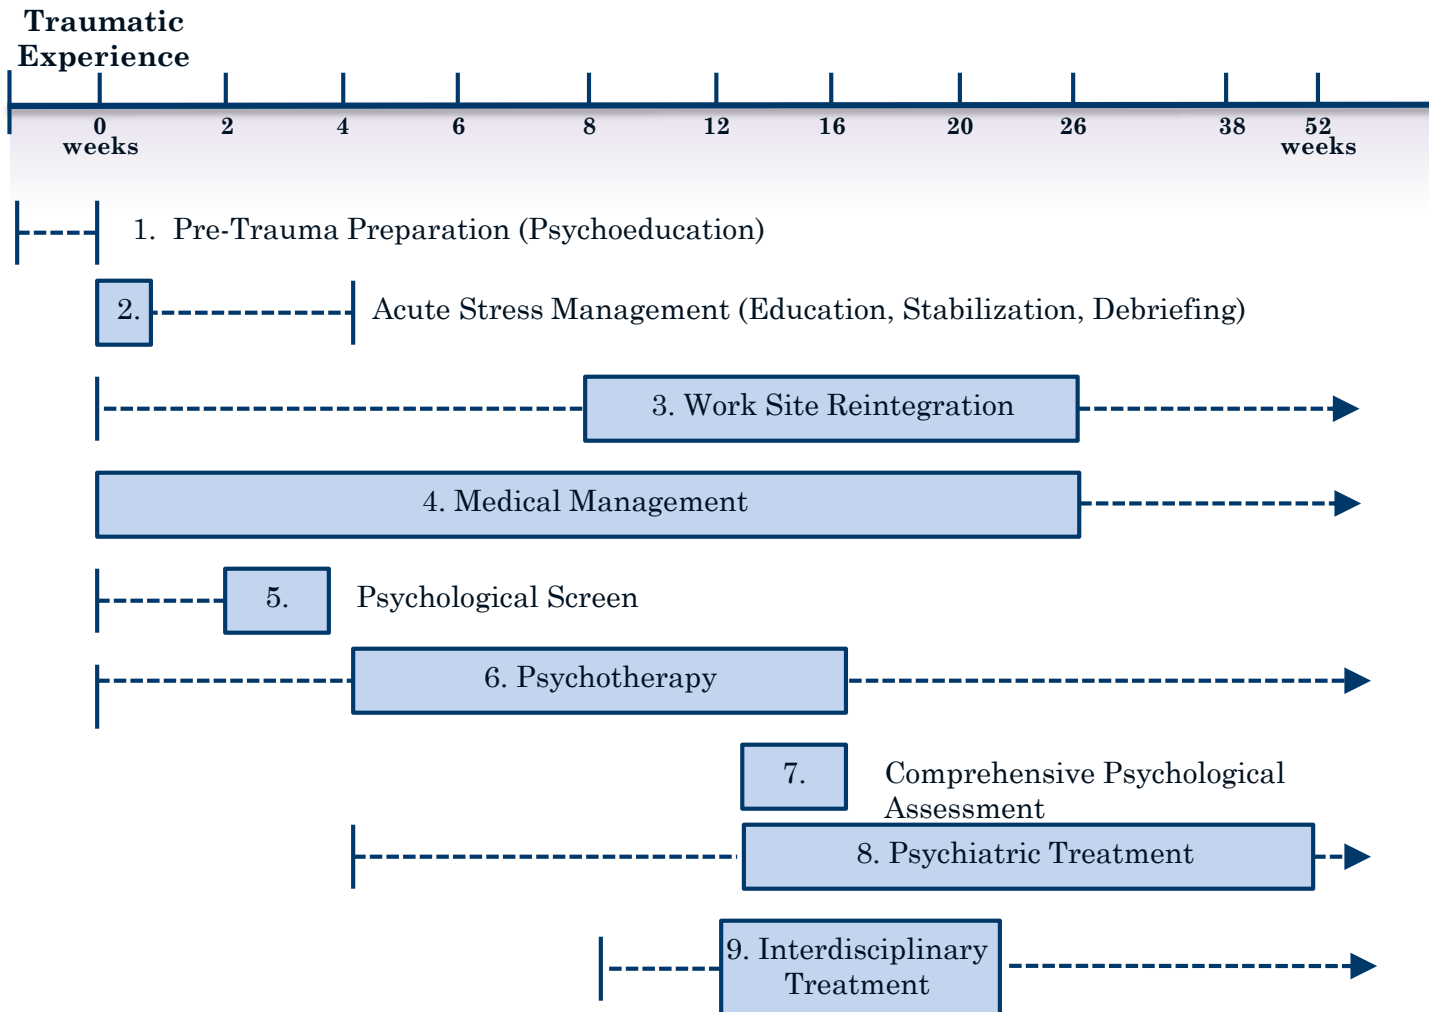 Traumatic
Experience
0 2 4 6 8 12 16 20 26 38 52
weeks weeks
1. Pre-Trauma Preparation (Psychoeducation)
2. Acute Stress Management (Education, Stabilization, Debriefing)
3. Work Site Reintegration
4. Medical Management
5. Psychological Screen
6. Psychotherapy
7. Comprehensive Psychological
Assessment
8. Psychiatric Treatment
9. Interdisciplinary
Treatment